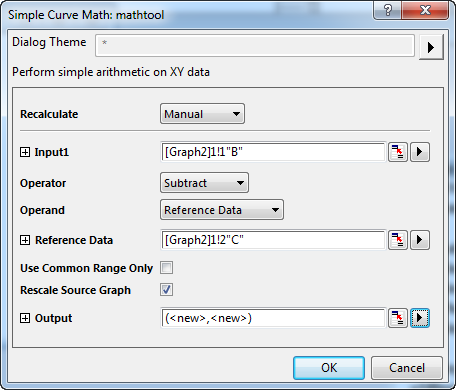 Simple Curve Math: mathtool
Dialog Theme *
Perform simple arithmetic on XY data
Recalculate Manual
Input1 [Graph2]1!1"B"
Operator Subtract
Operand Reference Data
Reference Data [Graph2]1!2"C"
Use Common Range Only
Rescale Source Graph
Output (<new>,<new>)
OK Cancel